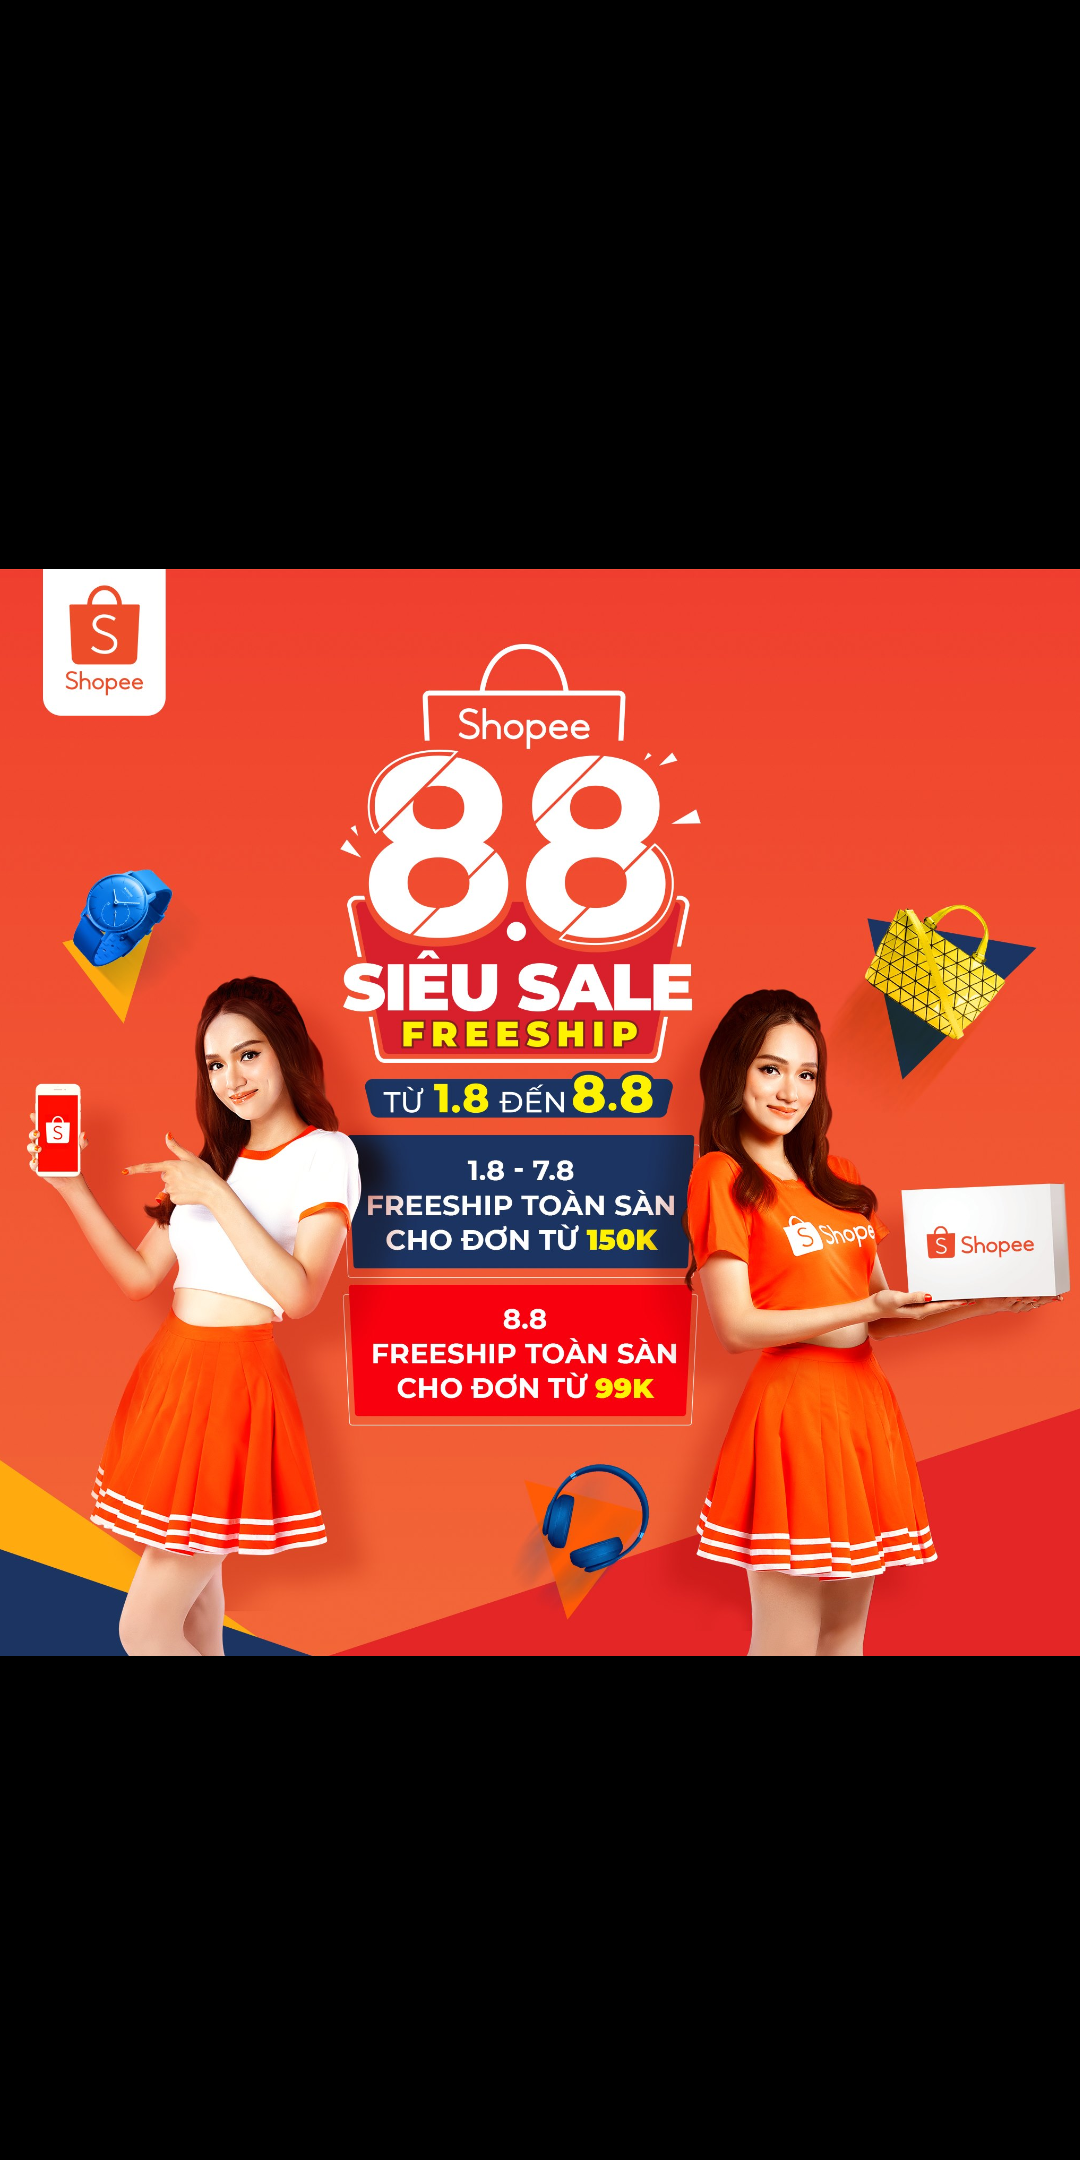 S
Shopee
Shopee
8.8
SIÊU SALE
FREESHIP
TỪ 1.8 ĐẾN 8.8
1.8 - 7.8
FREESHIP TOÀN SÀN
CHO ĐƠN TỪ 150K
8.8
FREESHIP TOÀN SÀN
CHO ĐƠN TỪ 99K
S
S Shope
S Shopee